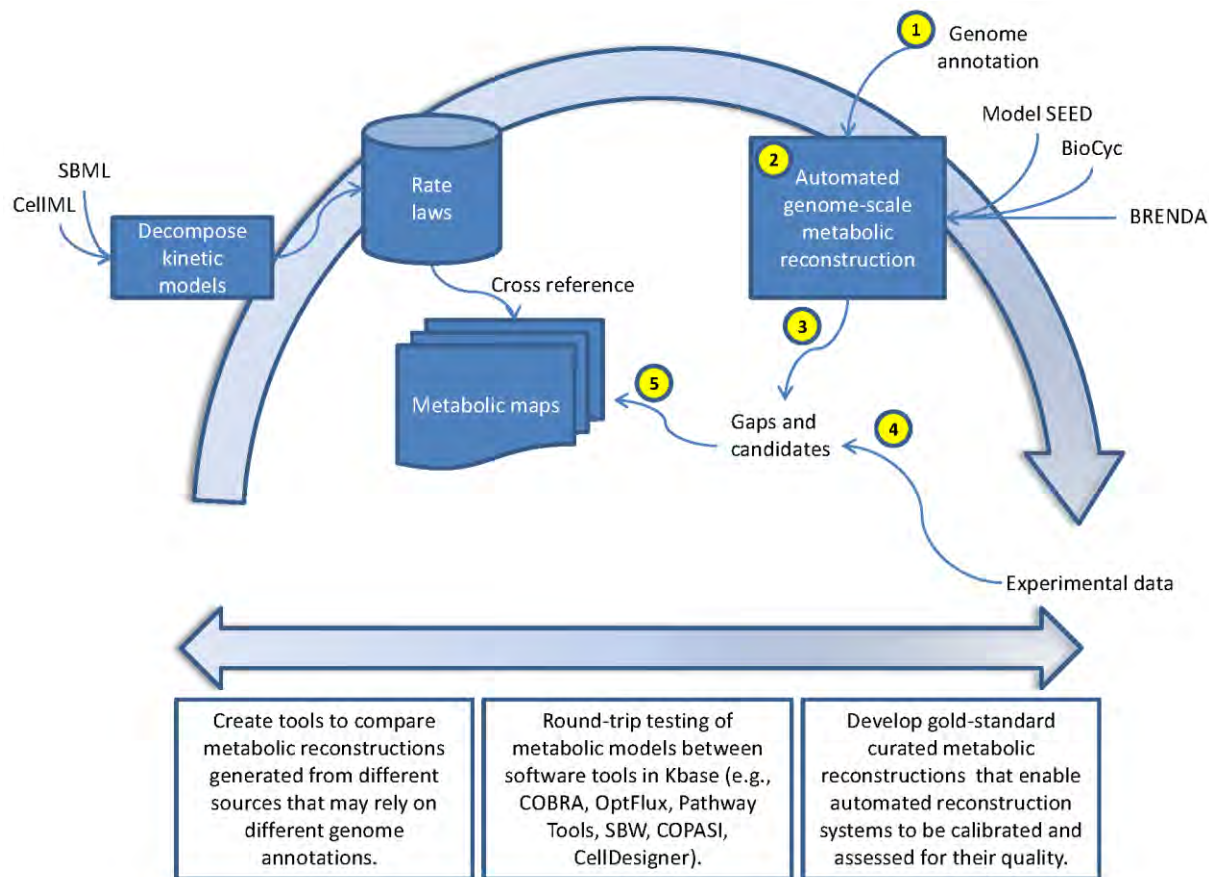 1
Genome
annotation
Model SEED
BioCyc
BRENDA
SBML
CellML
Decompose
kinetic
models
Rate
laws
2
Automated
genome-scale
metabolic
reconstruction
Cross reference
3
Metabolic maps
5
Gaps and
candidates
4
Experimental data
Create tools to compare
metabolic reconstructions
generated from different
sources that may rely on
different genome
annotations.
Round-trip testing of
metabolic models between
software tools in Kbase (e.g.,
COBRA, OptFlux, Pathway
Tools, SBW, COPASI,
CellDesigner).
Develop gold-standard
curated metabolic
reconstructions that enable
automated reconstruction
systems to be calibrated and
assessed for their quality.